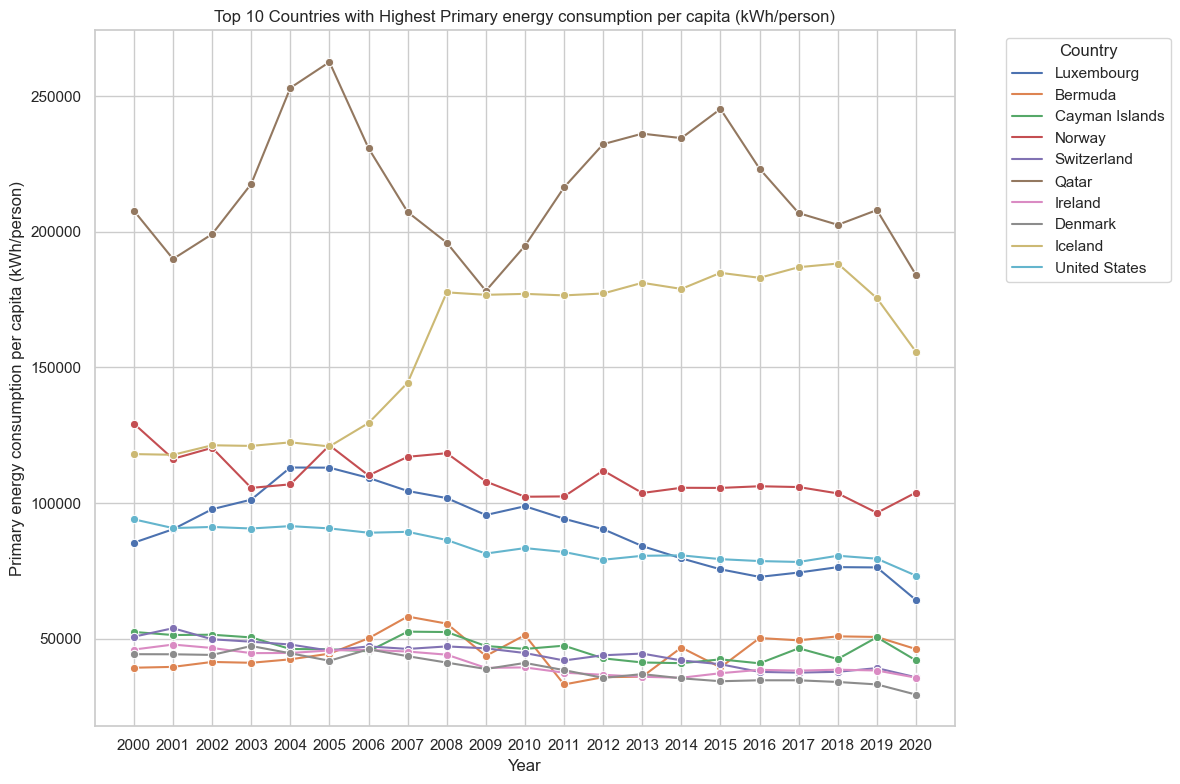 Top 10 Countries with Highest Primary energy consumption per capita (kWh/person)
Primary energy consumption per capita (kWh/person)
250000
200000
150000
100000
50000
2000 2001 2002 2003 2004 2005 2006 2007 2008 2009 2010 2011 2012 2013 2014 2015 2016 2017 2018 2019 2020
Year
Country
Luxembourg
Bermuda
Cayman Islands
Norway
Switzerland
Qatar
Ireland
Denmark
Iceland
United States